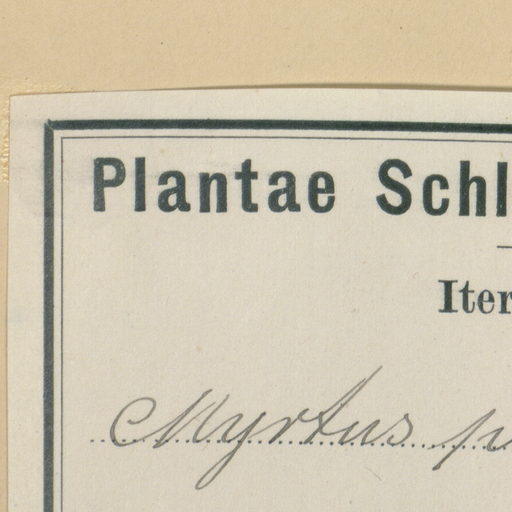 Plantae Schl
Iter
Myrtus p